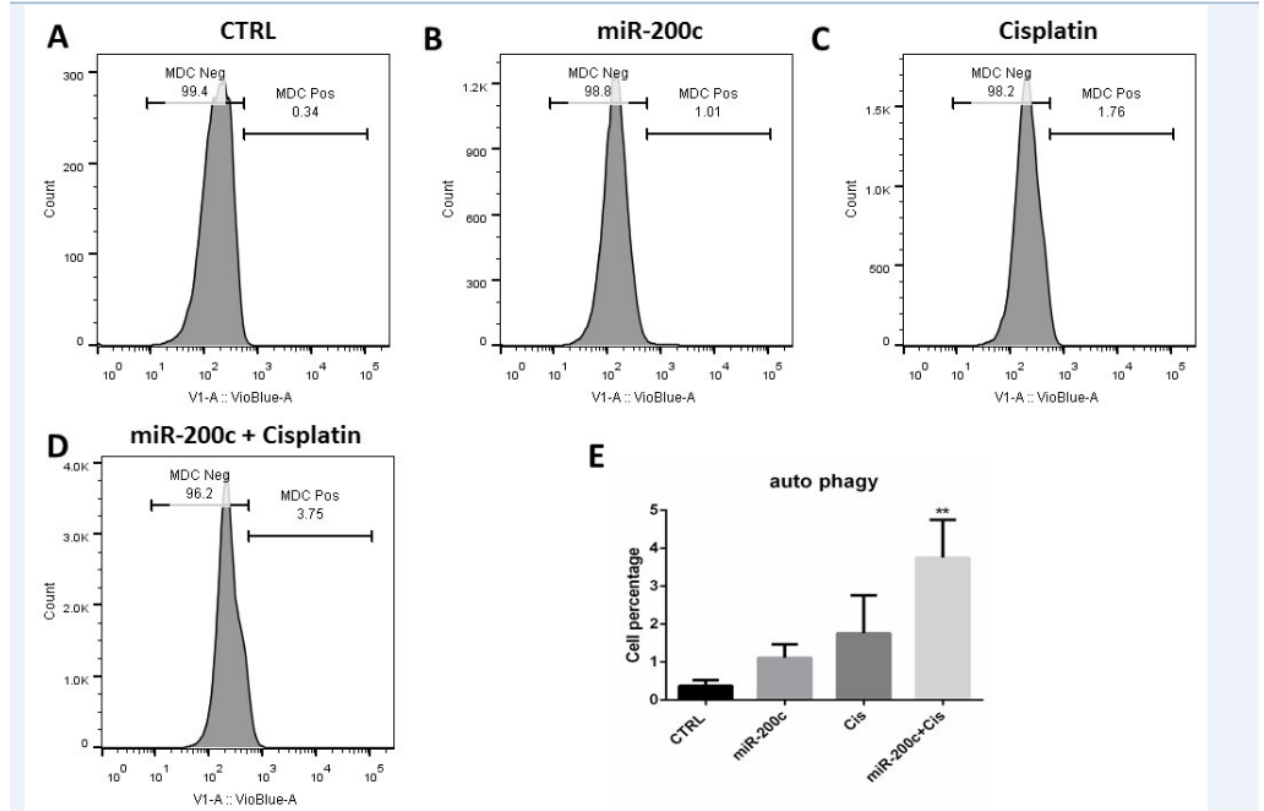 A
CTRL
MDC Neg
99.4
MDC Pos
0.34
300
200
100
0
Count
10^0 10^1 10^2 10^3 10^4 10^5
V1-A :: VioBlue-A
B
miR-200c
MDC Neg
98.8
MDC Pos
1.01
1.2K
900
600
300
0
Count
10^0 10^1 10^2 10^3 10^4 10^5
V1-A :: VioBlue-A
C
Cisplatin
MDC Neg
98.2
MDC Pos
1.76
1.5K
1.0K
500
0
Count
10^0 10^1 10^2 10^3 10^4 10^5
V1-A :: VioBlue-A
D
miR-200c + Cisplatin
MDC Neg
96.2
MDC Pos
3.75
4.0K
3.0K
2.0K
1.0K
0
Count
10^0 10^1 10^2 10^3 10^4 10^5
V1-A :: VioBlue-A
E
auto phagy
**
5
4
3
2
1
0
Cell percentage
CTRL
miR-200c
Cis
miR-200c+Cis